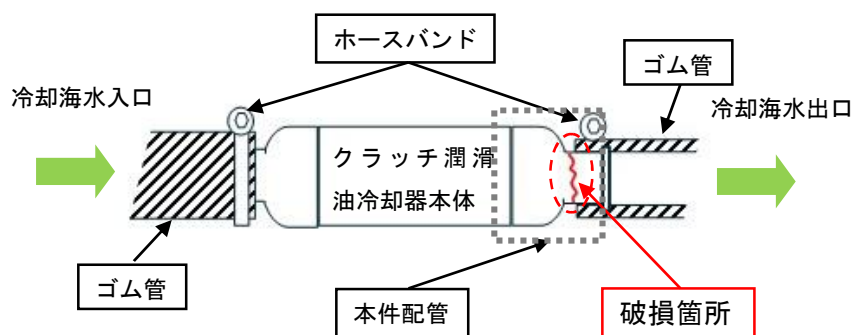 ホースバンド
ゴム管
冷却海水入口
冷却海水出口
クラッチ潤滑
油冷却器本体
ゴム管
本件配管
破損箇所